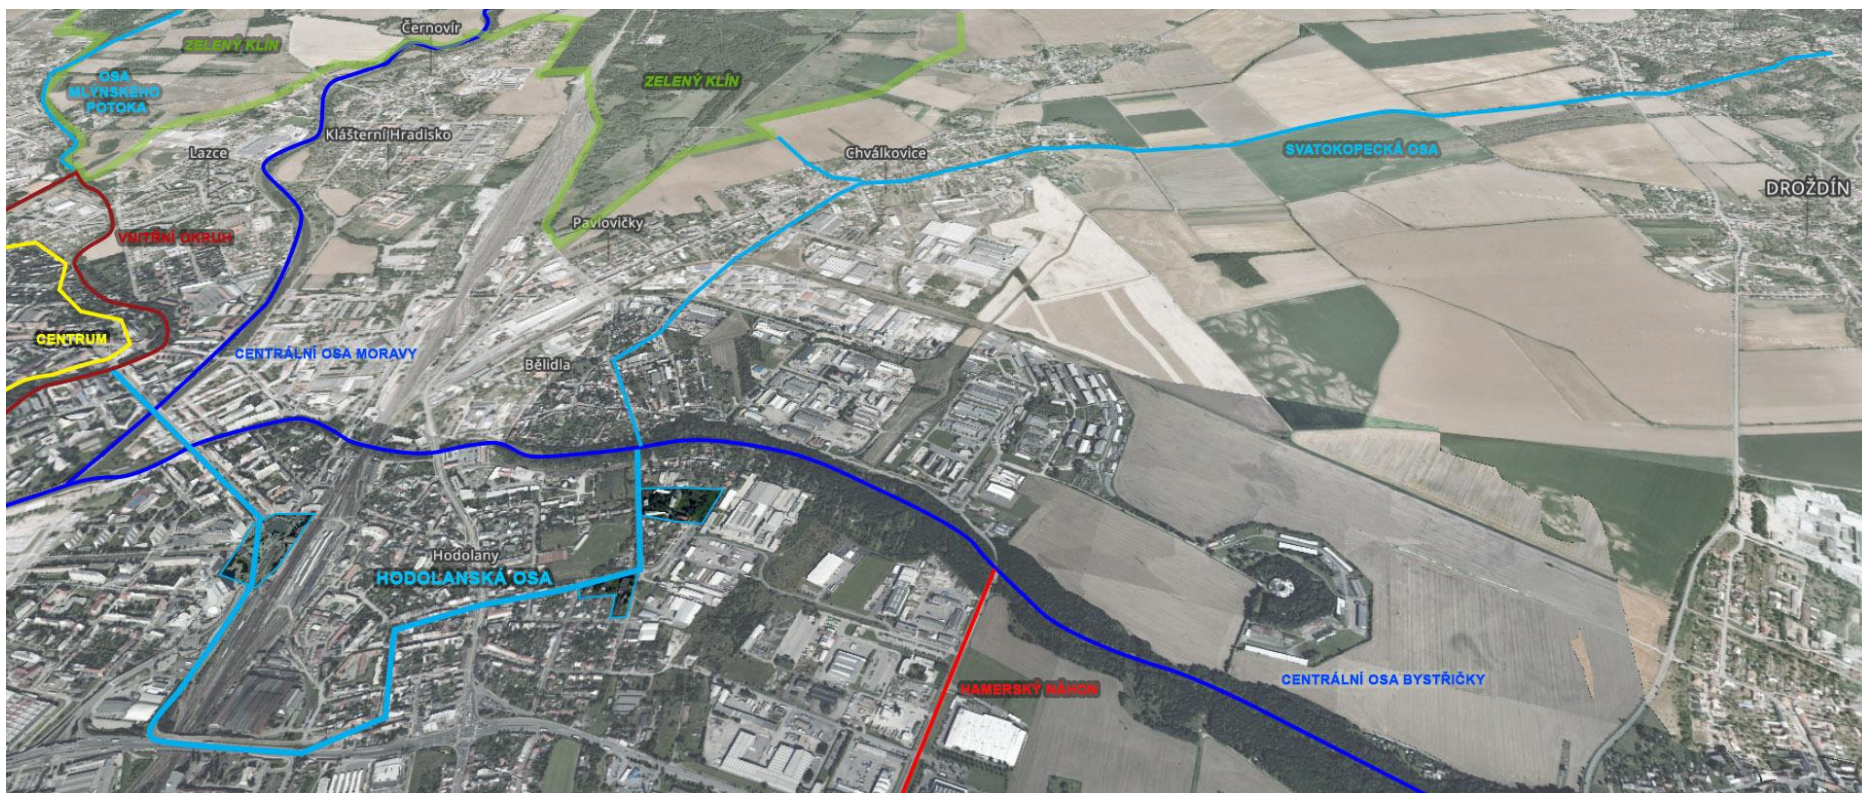 Černovír
ZELENÝ KLÍN
OSA
MLÝNSKÉHO
POTOKA
ZELENÝ KLÍN
Klášterní Hradisko
Lazce
Chválkovice
SVATOKOPECKÁ OSA
DROŽDÍN
Pavlovičky
VNITŘNÍ OKRUH
CENTRUM
CENTRÁLNÍ OSA MORAVY
Bělidla
Hodolany
HODOLANSKÁ OSA
CENTRÁLNÍ OSA BYSTŘIČKY
HAMERSKÝ NÁHON